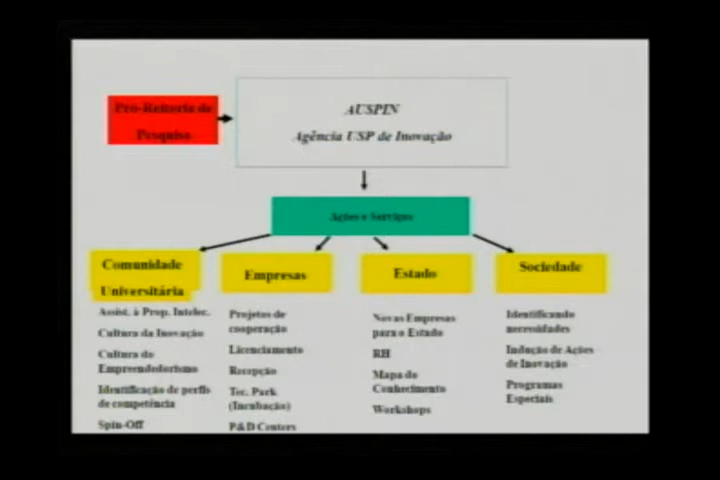 Pró-Reitoria de
Pesquisa
AUSPIN
Agência USP de Inovação
Ações e Serviços
Comunidade
Universitária
Empresas
Estado
Sociedade
Assist. à Prop. Intelec.
Cultura da Inovação
Cultura do
Empreendedorismo
Identificação de perfis
de competência
Spin-Off
Projetos de
cooperação
Licenciamento
Recepção
Tec. Park
(Incubação)
P&D Centers
Novas Empresas
para o Estado
RH
Mapa do
Conhecimento
Workshops
Identificando
necessidades
Indução de Ações
de Inovação
Programas
Especiais